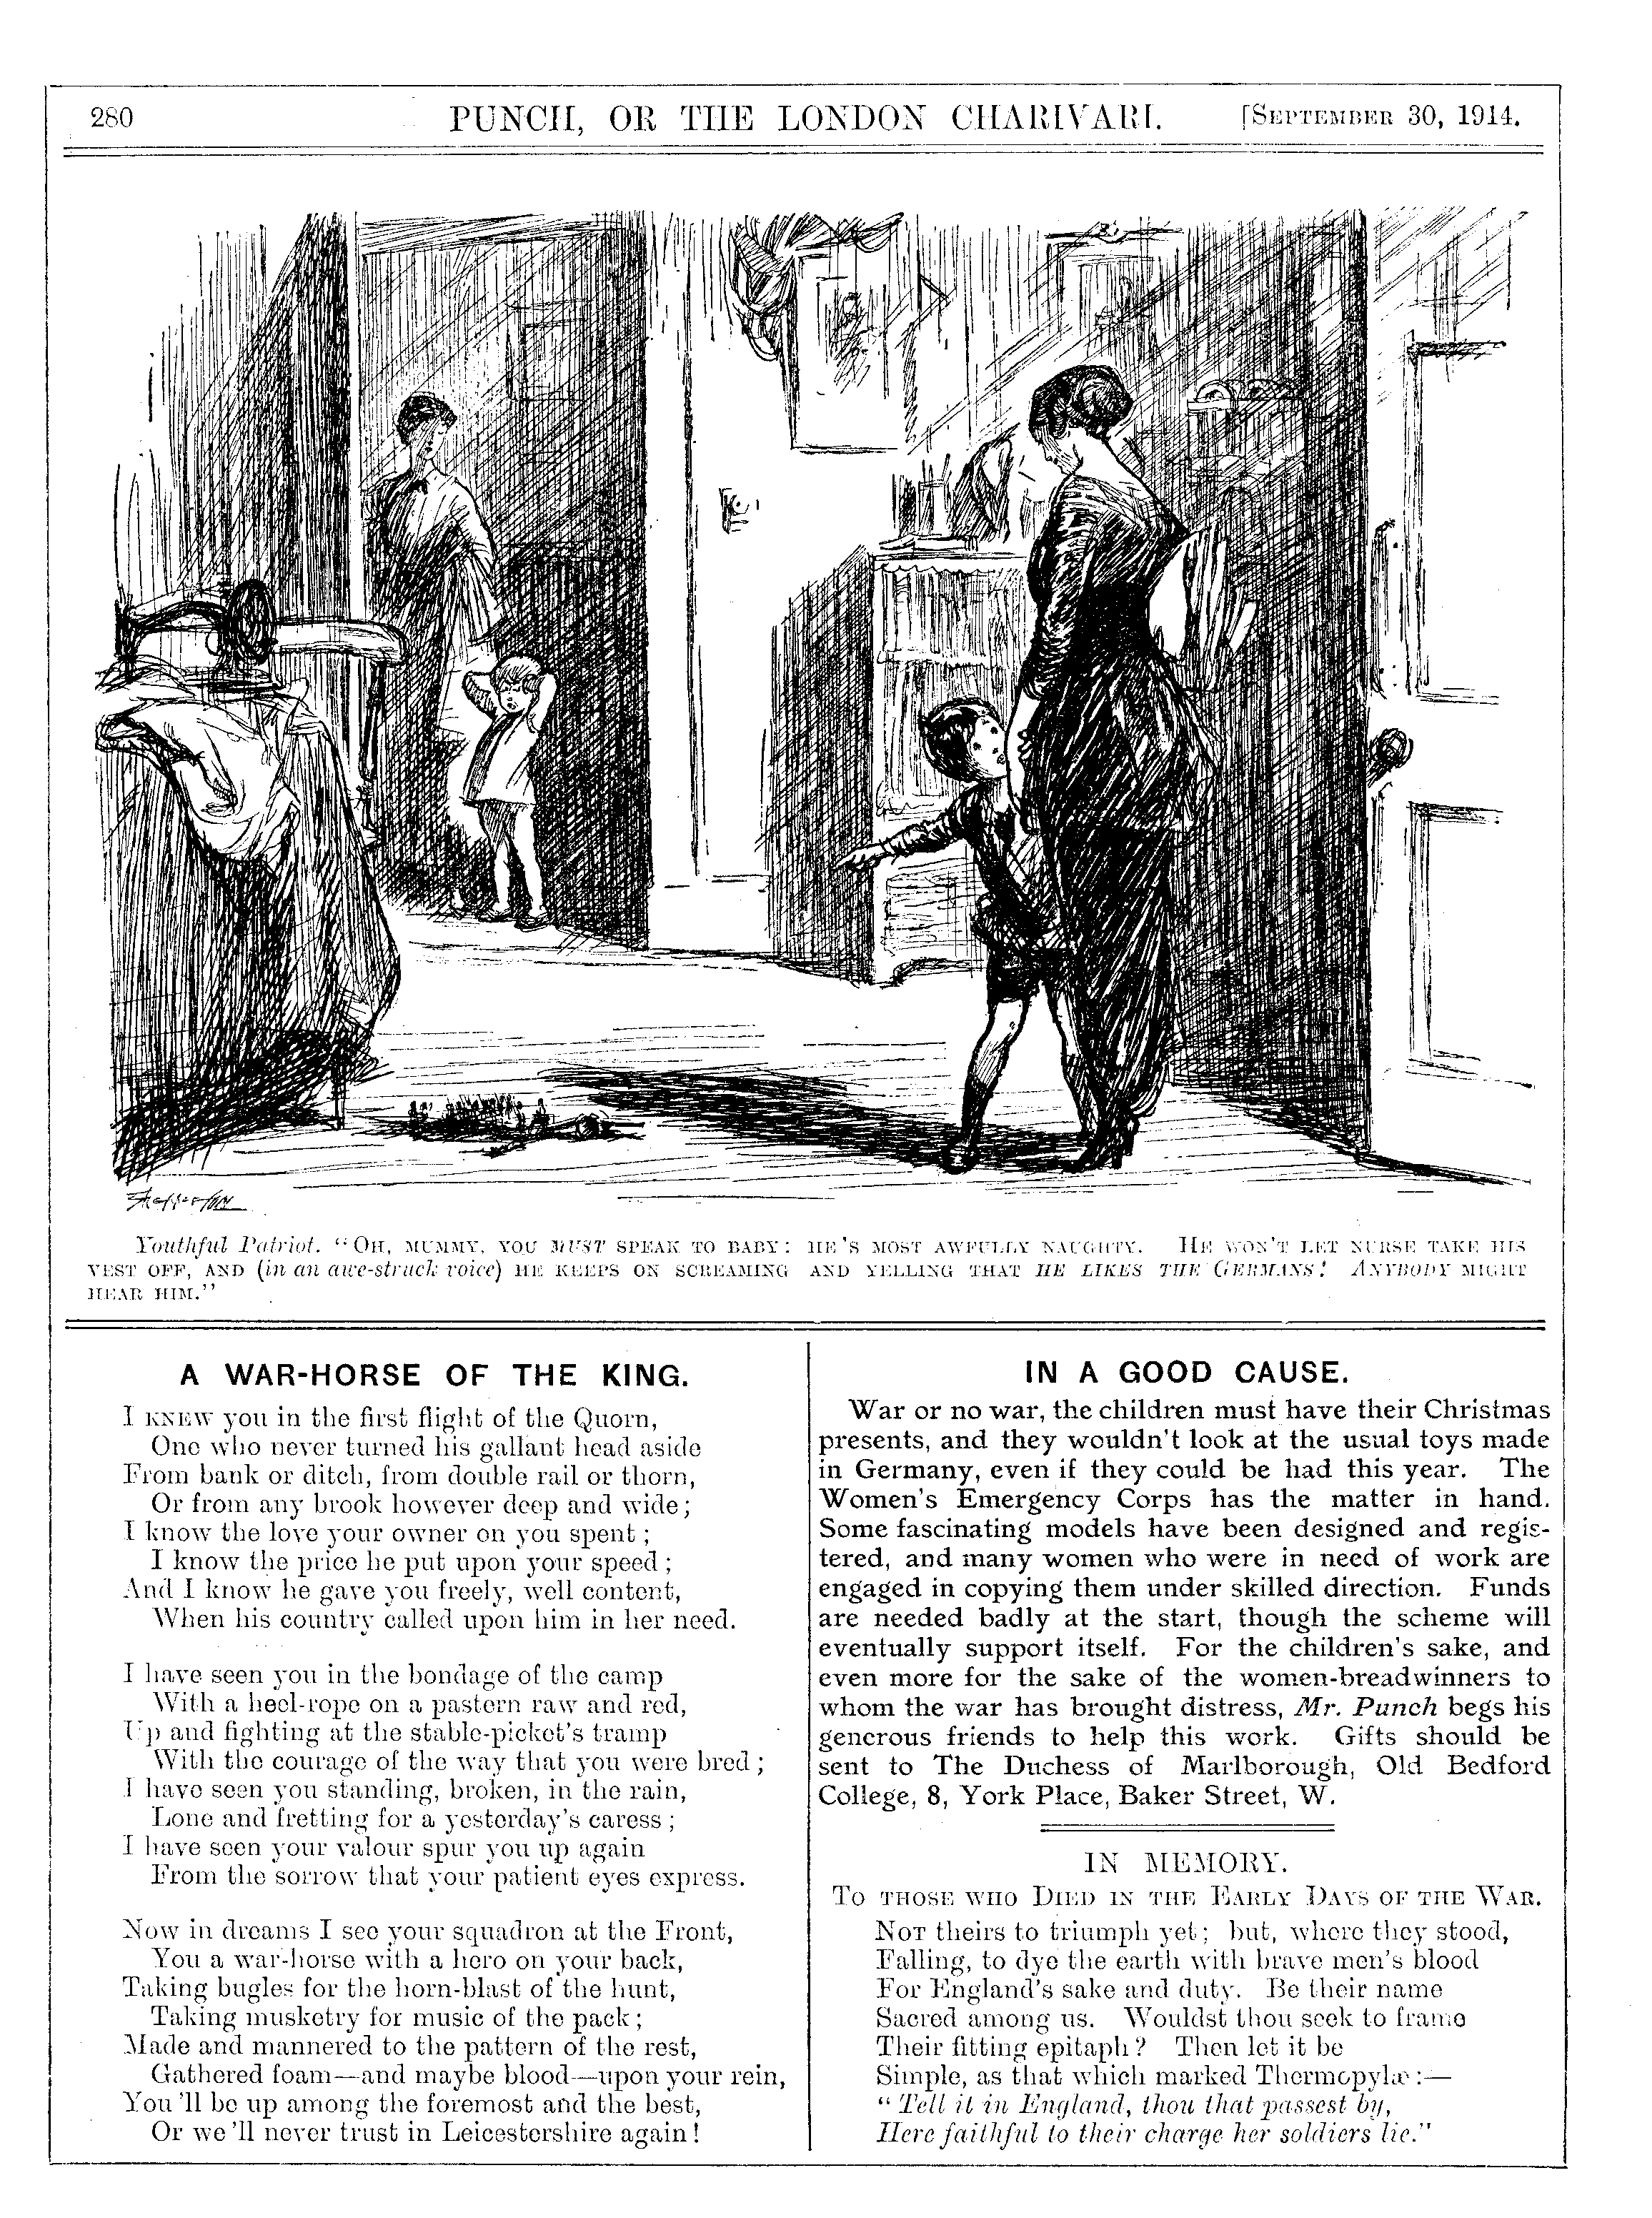 280
PUNCH, OR THE LONDON CHARIVARI.
[SEPTEMBER 30, 1914.
Youthful Patriot. “OH, MUMMY, YOU MUST SPEAK TO BABY: HE'S MOST AWFULLY NAUGHTY. HE WON'T LET NURSE TAKE HIS
VEST OFF, AND (in an awe-struck voice) HE KEEPS ON SCREAMING AND YELLING THAT HE LIKES THE GERMANS! ANYBODY MIGHT
HEAR HIM.”
A WAR-HORSE OF THE KING.
I KNEW you in the first flight of the Quorn,
One who never turned his gallant head aside
From bank or ditch, from double rail or thorn,
Or from any brook however deep and wide;
I know the love your owner on you spent;
I know the price he put upon your speed;
And I know he gave you freely, well content,
When his country called upon him in her need.
I have seen you in the bondage of the camp
With a heel-rope on a pastern raw and red,
Up and fighting at the stable-picket's tramp
With the courage of the way that you were bred;
I have seen you standing, broken, in the rain,
Lone and fretting for a yesterday's caress;
I have seen your valour spur you up again
From the sorrow that your patient eyes express.
Now in dreams I see your squadron at the Front,
You a war-horse with a hero on your back,
Taking bugles for the horn-blast of the hunt,
Taking musketry for music of the pack;
Made and mannered to the pattern of the rest,
Gathered foam—and maybe blood—upon your rein,
You'll be up among the foremost and the best,
Or we'll never trust in Leicestershire again!
IN A GOOD CAUSE.
War or no war, the children must have their Christmas
presents, and they wouldn't look at the usual toys made
in Germany, even if they could be had this year. The
Women's Emergency Corps has the matter in hand.
Some fascinating models have been designed and regis-
tered, and many women who were in need of work are
engaged in copying them under skilled direction. Funds
are needed badly at the start, though the scheme will
eventually support itself. For the children's sake, and
even more for the sake of the women-breadwinners to
whom the war has brought distress, Mr. Punch begs his
generous friends to help this work. Gifts should be
sent to The Duchess of Marlborough, Old Bedford
College, 8, York Place, Baker Street, W.
IN MEMORY.
TO THOSE WHO DIED IN THE EARLY DAYS OF THE WAR.
NOT theirs to triumph yet; but, where they stood,
Falling, to dye the earth with brave men's blood
For England's sake and duty. Be their name
Sacred among us. Wouldst thou seek to frame
Their fitting epitaph? Then let it be
Simple, as that which marked Thermopylæ:—
“Tell it in England, thou that passest by,
Here faithful to their charge her soldiers lie.”